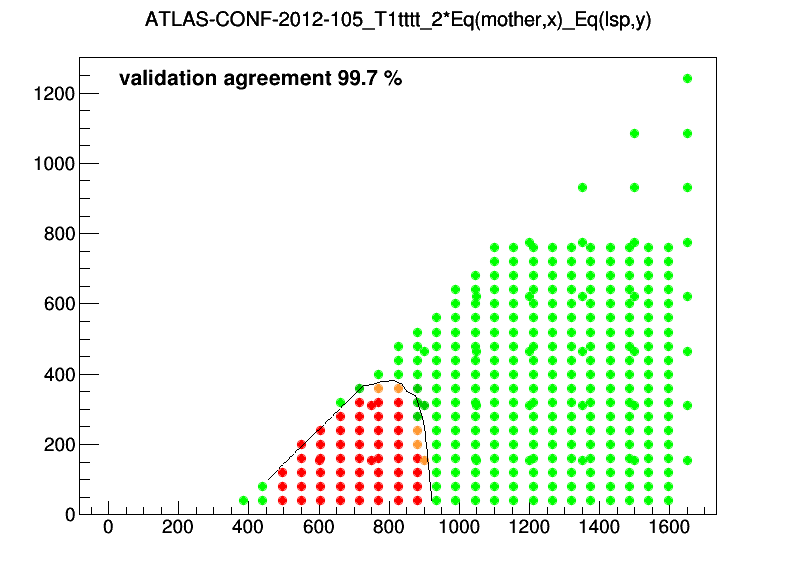 ATLAS-CONF-2012-105_T1tttt_2*Eq(mother,x)_Eq(lsp,y)
validation agreement 99.7 %
1200
1000
800
600
400
200
0
0 200 400 600 800 1000 1200 1400 1600